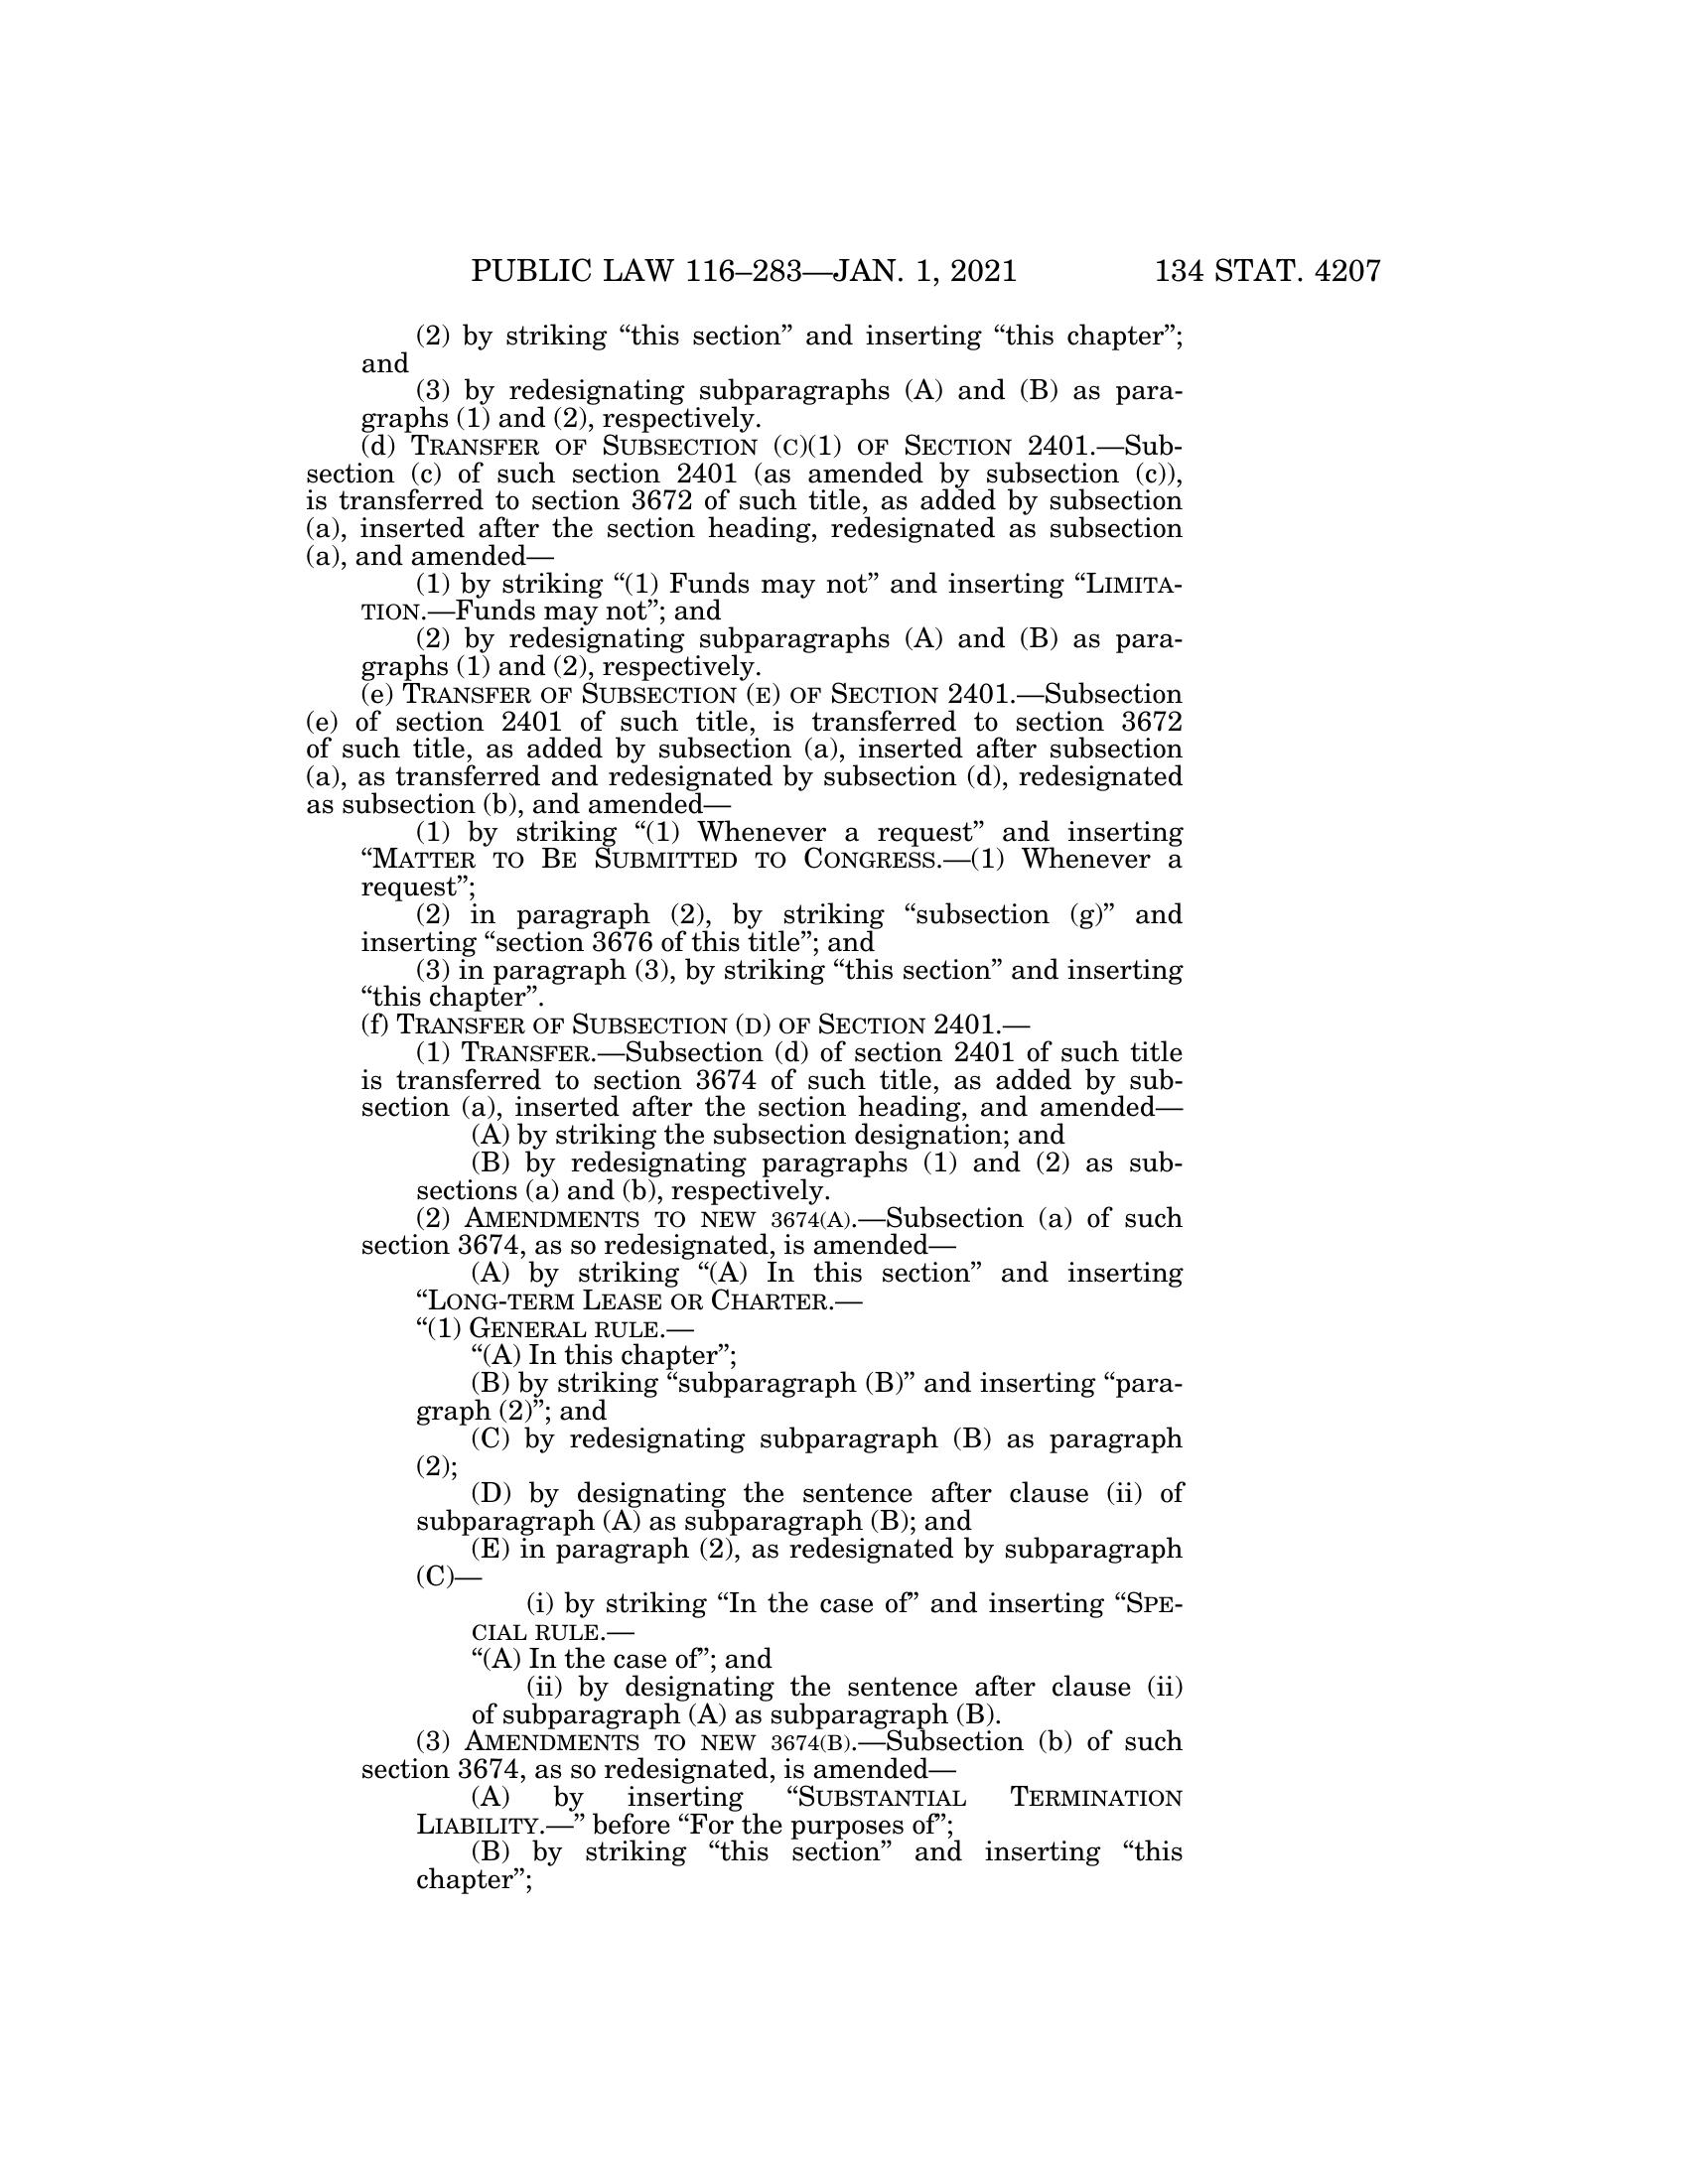 PUBLIC LAW 116–283—JAN. 1, 2021 134 STAT. 4207
(2) by striking “this section” and inserting “this chapter”;
and
(3) by redesignating subparagraphs (A) and (B) as para-
graphs (1) and (2), respectively.
(d) TRANSFER OF SUBSECTION (C)(1) OF SECTION 2401.—Sub-
section (c) of such section 2401 (as amended by subsection (c)),
is transferred to section 3672 of such title, as added by subsection
(a), inserted after the section heading, redesignated as subsection
(a), and amended—
(1) by striking “(1) Funds may not” and inserting “LIMITA-
TION.—Funds may not”; and
(2) by redesignating subparagraphs (A) and (B) as para-
graphs (1) and (2), respectively.
(e) TRANSFER OF SUBSECTION (E) OF SECTION 2401.—Subsection
(e) of section 2401 of such title, is transferred to section 3672
of such title, as added by subsection (a), inserted after subsection
(a), as transferred and redesignated by subsection (d), redesignated
as subsection (b), and amended—
(1) by striking “(1) Whenever a request” and inserting
“MATTER TO BE SUBMITTED TO CONGRESS.—(1) Whenever a
request”;
(2) in paragraph (2), by striking “subsection (g)” and
inserting “section 3676 of this title”; and
(3) in paragraph (3), by striking “this section” and inserting
“this chapter”.
(f) TRANSFER OF SUBSECTION (D) OF SECTION 2401.—
(1) TRANSFER.—Subsection (d) of section 2401 of such title
is transferred to section 3674 of such title, as added by sub-
section (a), inserted after the section heading, and amended—
(A) by striking the subsection designation; and
(B) by redesignating paragraphs (1) and (2) as sub-
sections (a) and (b), respectively.
(2) AMENDMENTS TO NEW 3674(A).—Subsection (a) of such
section 3674, as so redesignated, is amended—
(A) by striking “(A) In this section” and inserting
“LONG-TERM LEASE OR CHARTER.—
“(1) GENERAL RULE.—
“(A) In this chapter”;
(B) by striking “subparagraph (B)” and inserting “para-
graph (2)”; and
(C) by redesignating subparagraph (B) as paragraph
(2);
(D) by designating the sentence after clause (ii) of
subparagraph (A) as subparagraph (B); and
(E) in paragraph (2), as redesignated by subparagraph
(C)—
(i) by striking “In the case of” and inserting “SPE-
CIAL RULE.—
“(A) In the case of”; and
(ii) by designating the sentence after clause (ii)
of subparagraph (A) as subparagraph (B).
(3) AMENDMENTS TO NEW 3674(B).—Subsection (b) of such
section 3674, as so redesignated, is amended—
(A) by inserting “SUBSTANTIAL TERMINATION
LIABILITY.—” before “For the purposes of”;
(B) by striking “this section” and inserting “this
chapter”;